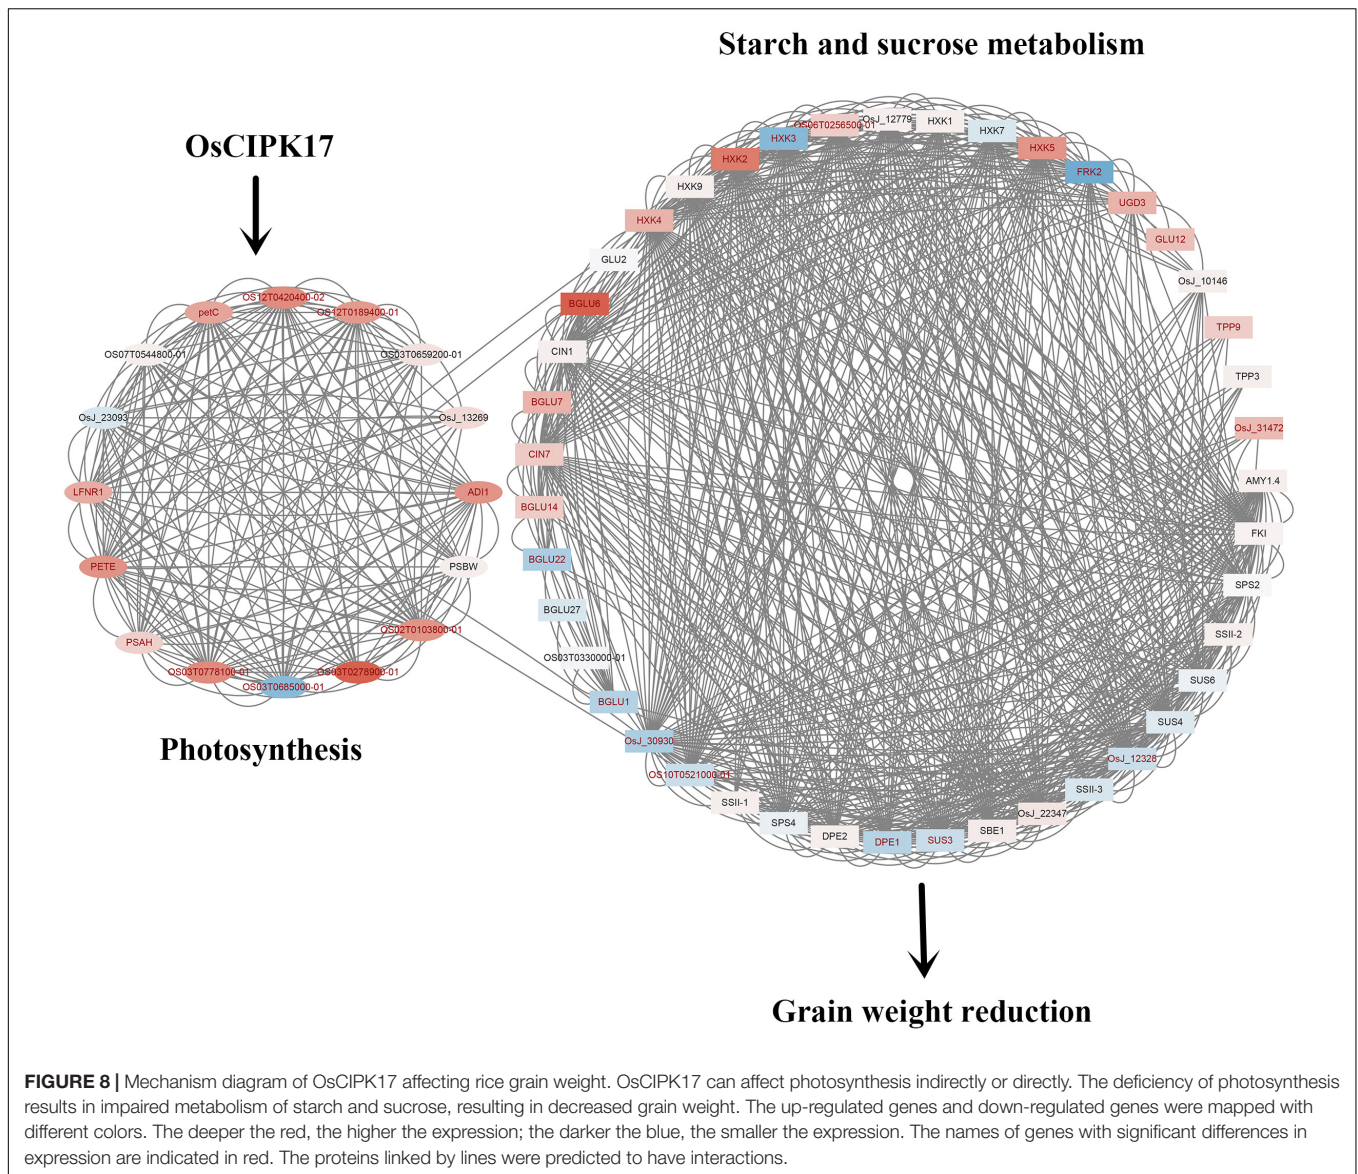 Starch and sucrose metabolism
OsCIPK17
OS12T0420400-02
petC
OS12T0189400-01
OS07T0544800-01
OS03T0659200-01
OsJ_23093
OsJ_13269
LFNR1
ADI1
PETE
PSBW
PSAH
OS02T0103800-01
OS03T0778100-01
OS03T0278900-01
OS03T0685000-01
Photosynthesis
OsJ_12779
HXK1
OS06T0256500-01
HXK7
HXK3
HXK5
HXK2
FRK2
HXK9
UGD3
HXK4
GLU12
GLU2
OsJ_10146
BGLU6
TPP9
CIN1
TPP3
BGLU7
OsJ_31472
CIN7
AMY1.4
BGLU14
FKI
BGLU22
SPS2
BGLU27
SSII-2
OS03T0330000-01
SUS6
BGLU1
SUS4
OsJ_30930
OsJ_12328
OS10T0521000-01
SSII-3
SSII-1
OsJ_22347
SPS4
SBE1
DPE2
DPE1
SUS3
Grain weight reduction
FIGURE 8 | Mechanism diagram of OsCIPK17 affecting rice grain weight. OsCIPK17 can affect photosynthesis indirectly or directly. The deficiency of photosynthesis
results in impaired metabolism of starch and sucrose, resulting in decreased grain weight. The up-regulated genes and down-regulated genes were mapped with
different colors. The deeper the red, the higher the expression; the darker the blue, the smaller the expression. The names of genes with significant differences in
expression are indicated in red. The proteins linked by lines were predicted to have interactions.